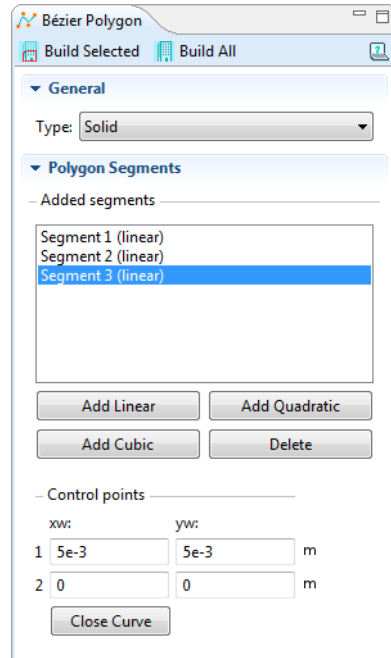 Bézier Polygon
Build Selected Build All
General
Type: Solid
Polygon Segments
Added segments
Segment 1 (linear)
Segment 2 (linear)
Segment 3 (linear)
Add Linear Add Quadratic
Add Cubic Delete
Control points
xw: yw:
1 5e-3 5e-3 m
2 0 0 m
Close Curve